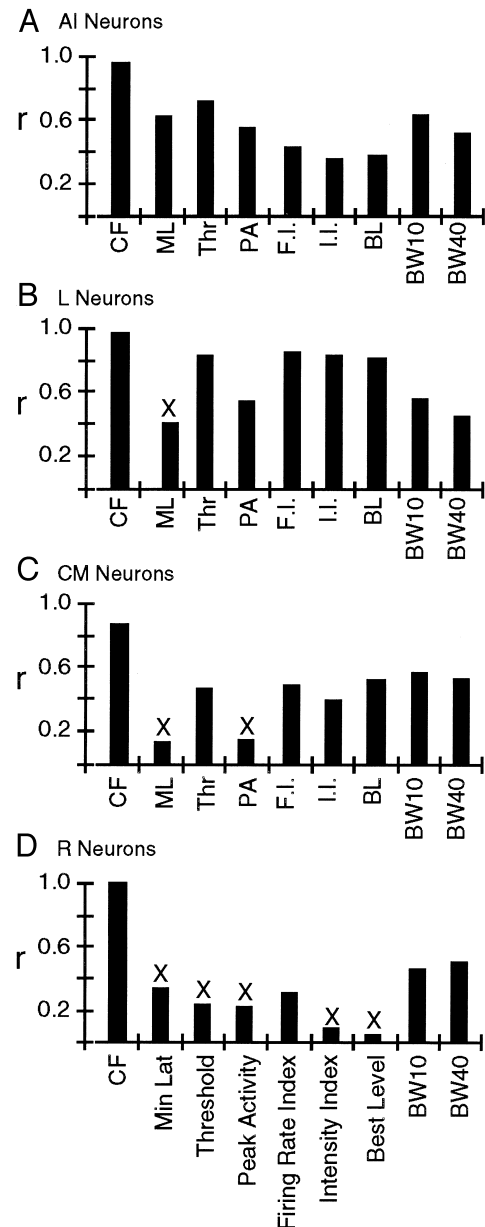 A AI Neurons
1.0
0.6
r
0.2
CF ML Thr PA F.I. I.I. BL BW10 BW40
B L Neurons
1.0
0.6
r
X
0.2
CF ML Thr PA F.I. I.I. BL BW10 BW40
C CM Neurons
1.0
0.6
r
X X
0.2
CF ML Thr PA F.I. I.I. BL BW10 BW40
D R Neurons
1.0
0.6
r
X X X X X
0.2
CF Min Lat Threshold Peak Activity Firing Rate Index Intensity Index Best Level BW10 BW40